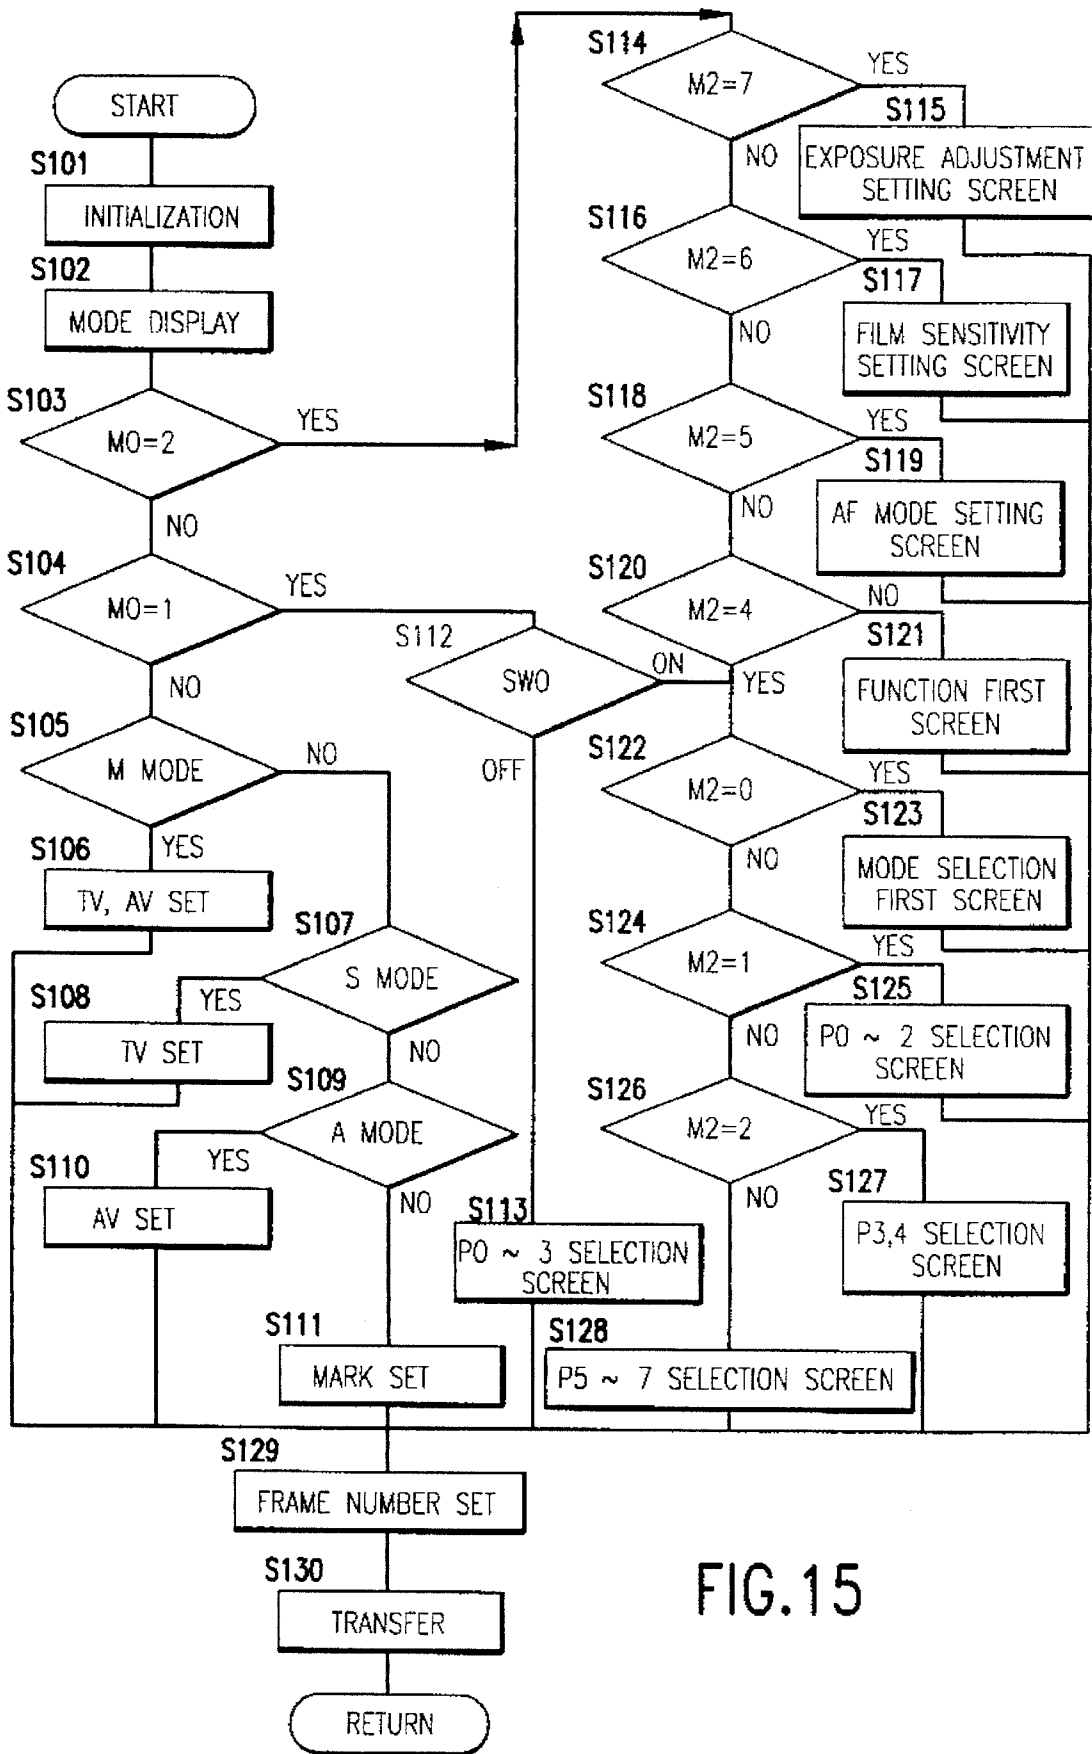 START
S101
INITIALIZATION
S102
MODE DISPLAY
S103
M0=2
YES
NO
S104
M0=1
YES
NO
S105
M MODE
NO
YES
S106
TV, AV SET
S107
S MODE
YES
NO
S108
TV SET
S109
A MODE
YES
NO
S110
AV SET
S111
MARK SET
S112
SW0
ON
OFF
S113
P0 ~ 3 SELECTION
SCREEN
S114
M2=7
YES
NO
S115
EXPOSURE ADJUSTMENT
SETTING SCREEN
S116
M2=6
YES
NO
S117
FILM SENSITIVITY
SETTING SCREEN
S118
M2=5
YES
NO
S119
AF MODE SETTING
SCREEN
S120
M2=4
NO
YES
S121
FUNCTION FIRST
SCREEN
S122
M2=0
YES
NO
S123
MODE SELECTION
FIRST SCREEN
S124
M2=1
YES
NO
S125
P0 ~ 2 SELECTION
SCREEN
S126
M2=2
YES
NO
S127
P3,4 SELECTION
SCREEN
S128
P5 ~ 7 SELECTION SCREEN
S129
FRAME NUMBER SET
S130
TRANSFER
RETURN
FIG.15